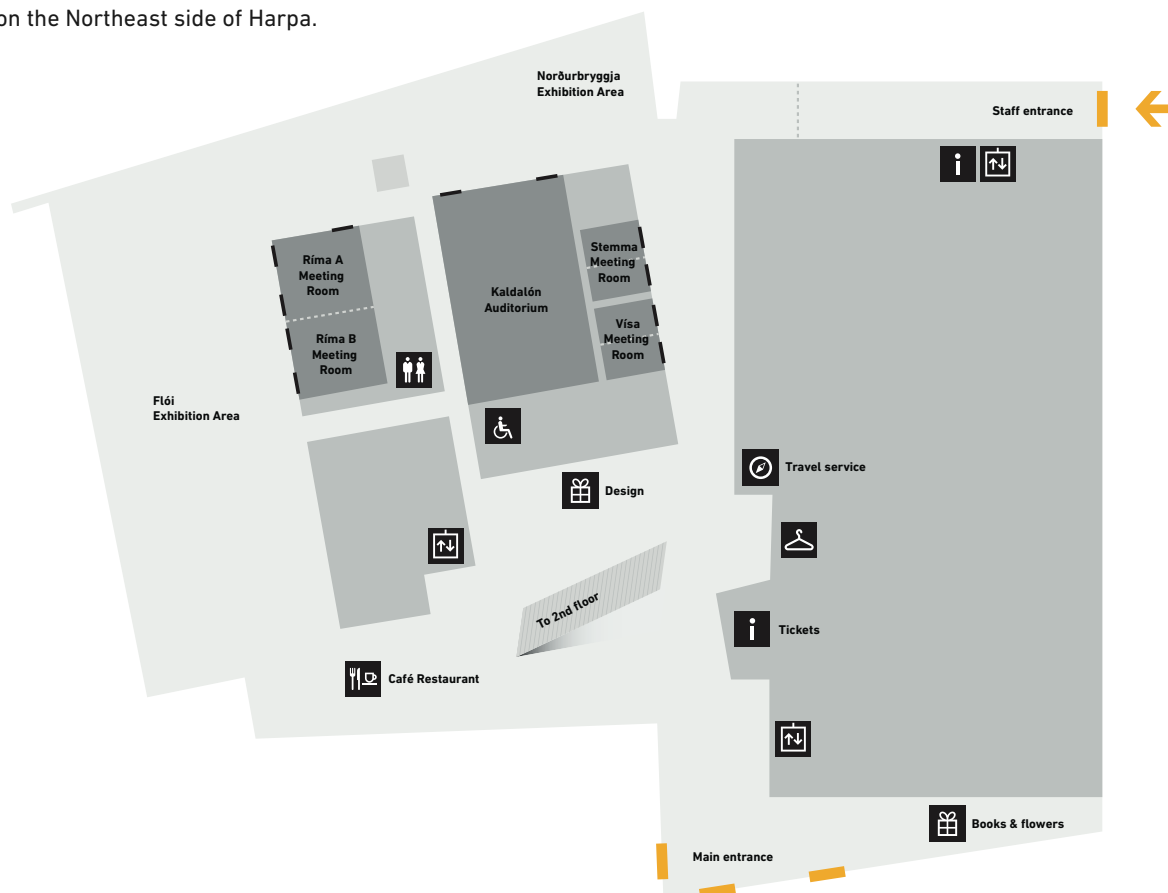 on the Northeast side of Harpa.
Norðurbryggja
Exhibition Area
Staff entrance
Ríma A
Meeting
Room
Ríma B
Meeting
Room
Kaldalón
Auditorium
Stemma
Meeting
Room
Vísa
Meeting
Room
Flói
Exhibition Area
Travel service
Design
To 2nd floor
Tickets
Café Restaurant
Books & flowers
Main entrance